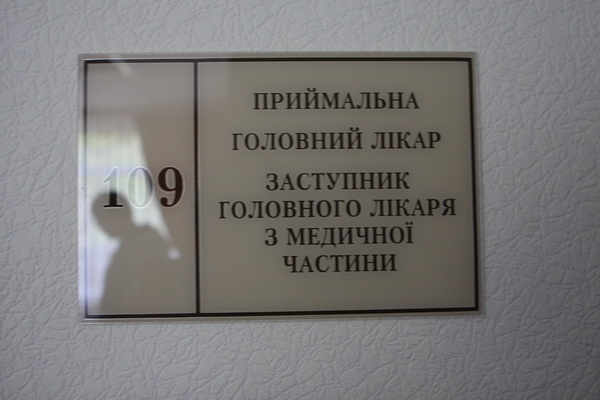 109
ПРИЙМАЛЬНА
ГОЛОВНИЙ ЛІКАР
ЗАСТУПНИК
ГОЛОВНОГО ЛІКАРЯ
З МЕДИЧНОЇ
ЧАСТИНИ